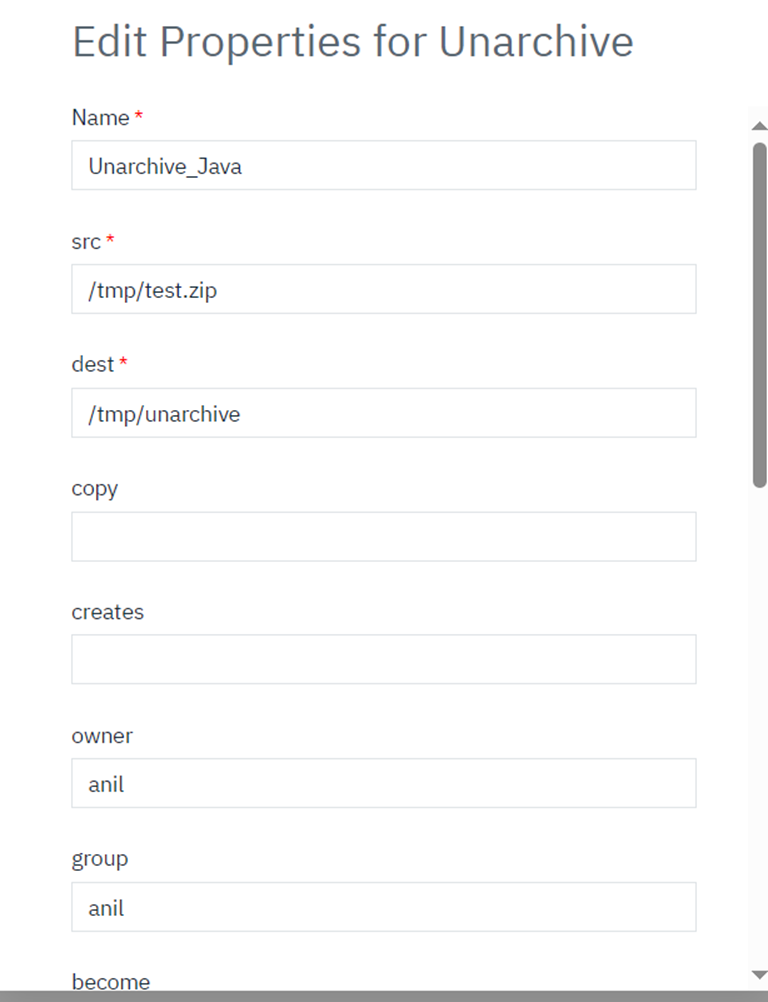 Edit Properties for Unarchive
Name *
Unarchive_Java
src *
/tmp/test.zip
dest *
/tmp/unarchive
copy
creates
owner
anil
group
anil
become